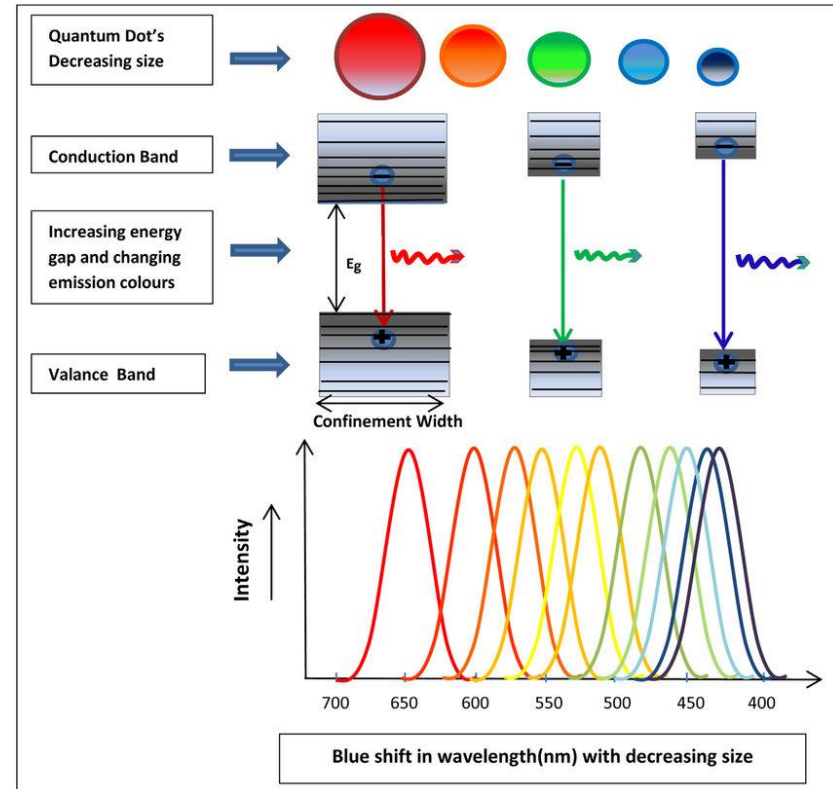 Quantum Dot's
Decreasing size
Conduction Band
Increasing energy
gap and changing
emission colours
Eg
Valance Band
Confinement Width
Intensity
700 650 600 550 500 450 400
Blue shift in wavelength(nm) with decreasing size